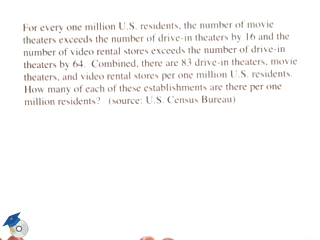 For every one million U.S. residents, the number of movie
theaters exceeds the number of drive-in theaters by 16 and the
number of video rental stores exceeds the number of drive-in
theaters by 64. Combined, there are 83 drive-in theaters, movie
theaters, and video rental stores per one million U.S. residents.
How many of each of these establishments are there per one
million residents? (source: U.S. Census Bureau)